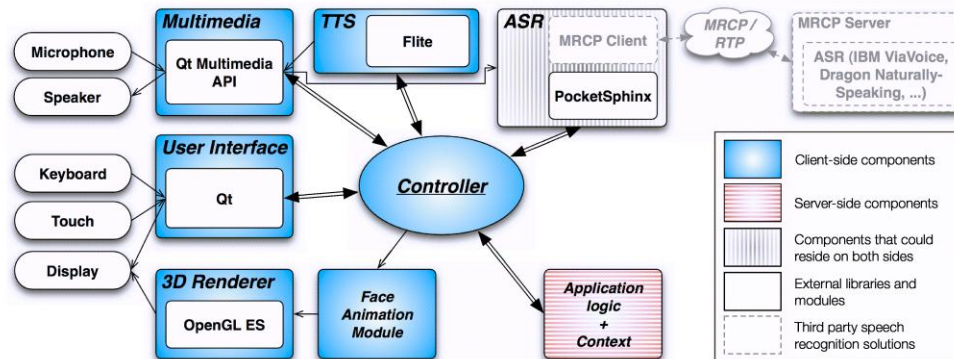 Multimedia
TTS
ASR
MRCP Server
Microphone
Speaker
Qt Multimedia
API
Flite
MRCP Client
PocketSphinx
MRCP /
RTP
ASR (IBM ViaVoice,
Dragon Naturally-
Speaking, ...)
User Interface
Keyboard
Touch
Display
Qt
Controller
3D Renderer
OpenGL ES
Face
Animation
Module
Application
logic
+
Context
Client-side components
Server-side components
Components that could
reside on both sides
External libraries and
modules
Third party speech
recognition solutions